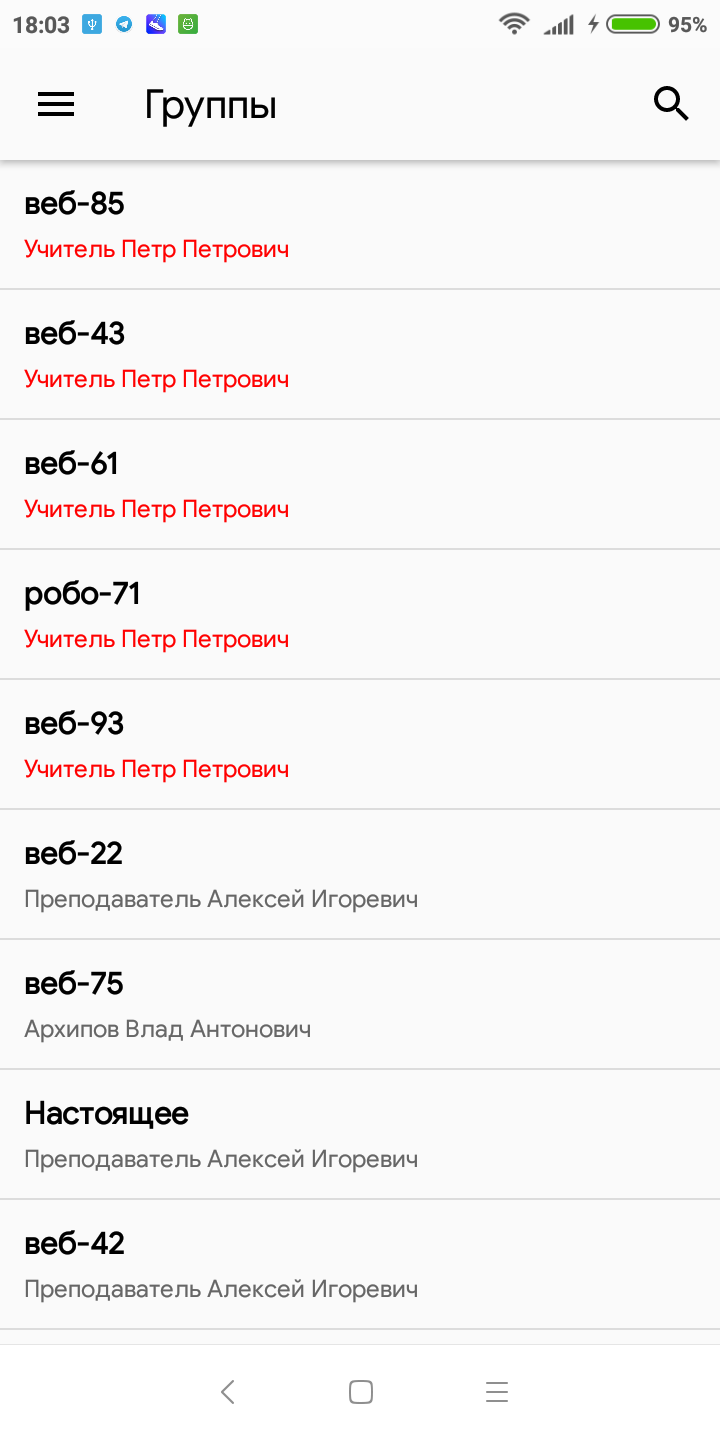 18:03 95%
Группы
веб-85
Учитель Петр Петрович
веб-43
Учитель Петр Петрович
веб-61
Учитель Петр Петрович
робо-71
Учитель Петр Петрович
веб-93
Учитель Петр Петрович
веб-22
Преподаватель Алексей Игоревич
веб-75
Архипов Влад Антонович
Настоящее
Преподаватель Алексей Игоревич
веб-42
Преподаватель Алексей Игоревич